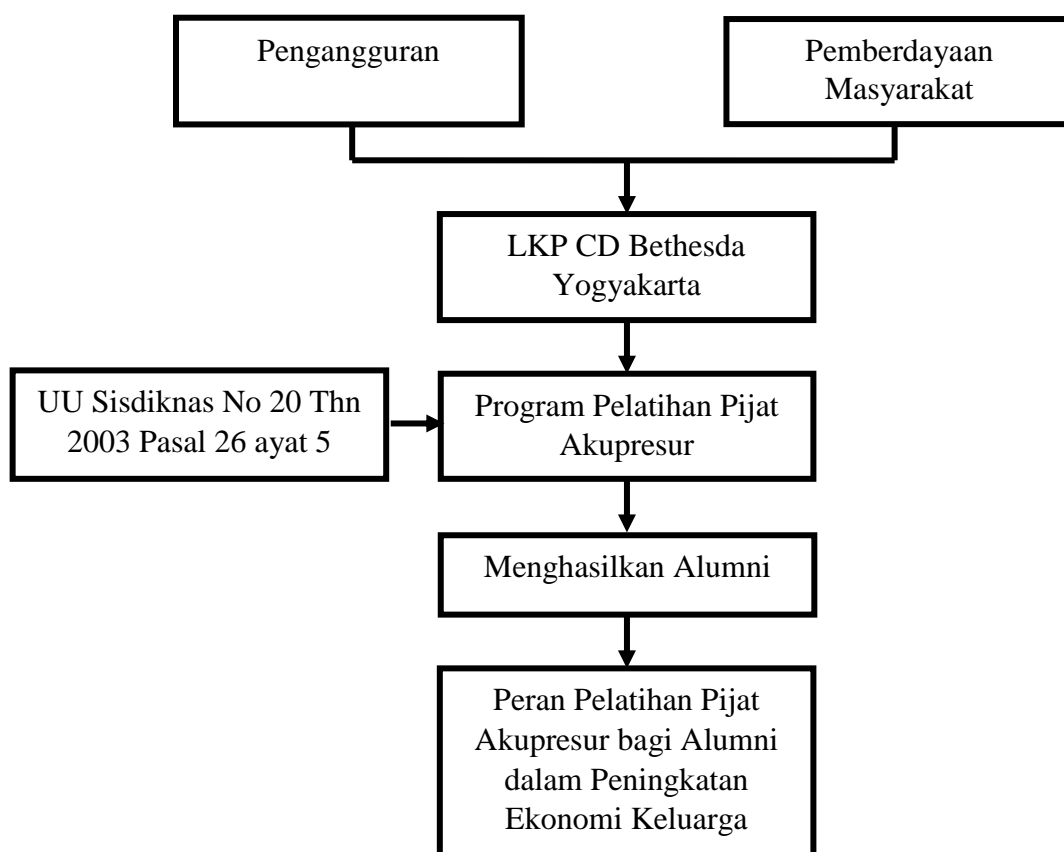 Pengangguran
Pemberdayaan
Masyarakat
LKP CD Bethesda
Yogyakarta
UU Sisdiknas No 20 Thn
2003 Pasal 26 ayat 5
Program Pelatihan Pijat
Akupresur
Menghasilkan Alumni
Peran Pelatihan Pijat
Akupresur bagi Alumni
dalam Peningkatan
Ekonomi Keluarga